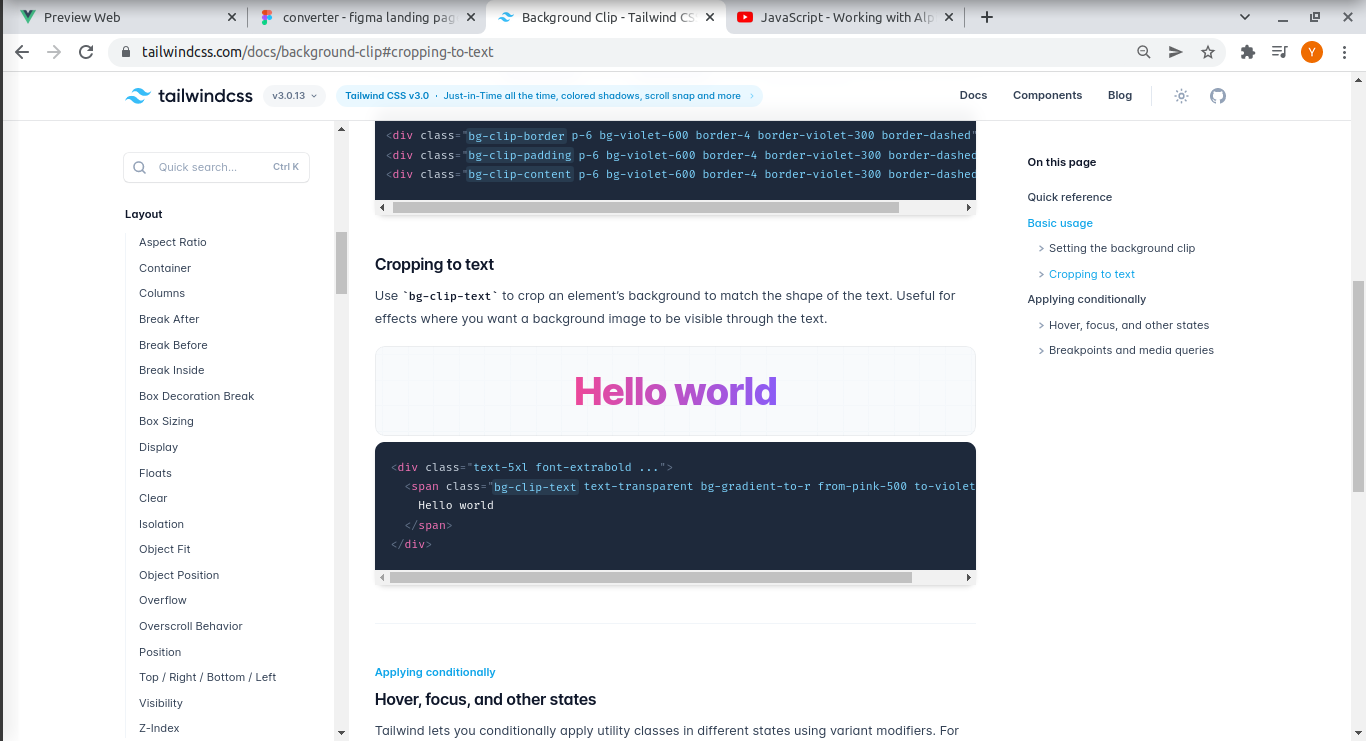 Preview Web
converter - figma landing pag
Background Clip - Tailwind CS
JavaScript - Working with Alp
tailwindcss.com/docs/background-clip#cropping-to-text
Y
tailwindcss
v3.0.13
Tailwind CSS v3.0 · Just-in-Time all the time, colored shadows, scroll snap and more
Docs
Components
Blog
Quick search...
Ctrl K
Layout
Aspect Ratio
Container
Columns
Break After
Break Before
Break Inside
Box Decoration Break
Box Sizing
Display
Floats
Clear
Isolation
Object Fit
Object Position
Overflow
Overscroll Behavior
Position
Top / Right / Bottom / Left
Visibility
Z-Index
<div class="bg-clip-border p-6 bg-violet-600 border-4 border-violet-300 border-dashed"
<div class="bg-clip-padding p-6 bg-violet-600 border-4 border-violet-300 border-dashed
<div class="bg-clip-content p-6 bg-violet-600 border-4 border-violet-300 border-dashed
Cropping to text
Use `bg-clip-text` to crop an element’s background to match the shape of the text. Useful for
effects where you want a background image to be visible through the text.
Hello world
<div class="text-5xl font-extrabold ...">
<span class="bg-clip-text text-transparent bg-gradient-to-r from-pink-500 to-violet
Hello world
</span>
</div>
Applying conditionally
Hover, focus, and other states
Tailwind lets you conditionally apply utility classes in different states using variant modifiers. For
On this page
Quick reference
Basic usage
Setting the background clip
Cropping to text
Applying conditionally
Hover, focus, and other states
Breakpoints and media queries